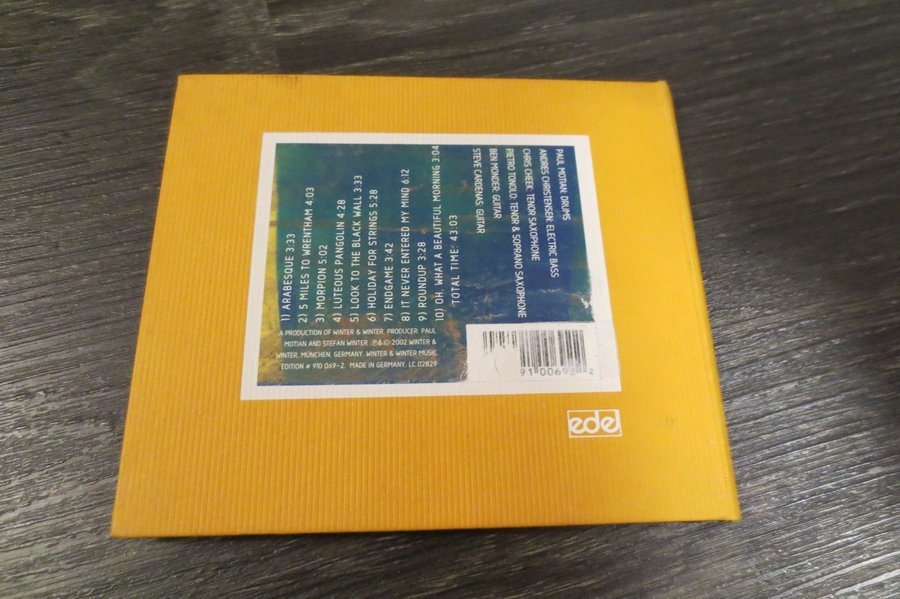 1) ARABESQUE 3:33
2) 5 MILES TO WRENTHAM 4:03
3) MORPION 5:02
4) LUTEOUS PANGOLIN 4:28
5) LOOK TO THE BLACK WALL 3:33
6) HOLIDAY FOR STRINGS 5:28
7) ENDGAME 3:42
8) IT NEVER ENTERED MY MIND 6:12
9) ROUNDUP 3:28
10) OH, WHAT A BEAUTIFUL MORNING 3:04
TOTAL TIME: 43:03
PAUL MOTIAN: DRUMS
ANDRES CHRISTENSEN: ELECTRIC BASS
CHRIS CHEEK: TENOR SAXOPHONE
PIETRO TONOLO: TENOR & SOPRANO SAXOPHONE
BEN MONDER: GUITAR
STEVE CARDENAS: GUITAR
A PRODUCTION OF WINTER & WINTER. PRODUCER PAUL
MOTIAN AND STEFAN WINTER. ℗ & © 2002 WINTER &
WINTER, MÜNCHEN, GERMANY. WINTER & WINTER MUSIC
EDITION # 910 069-2. MADE IN GERMANY. LC 02829
91 00692 2
edel